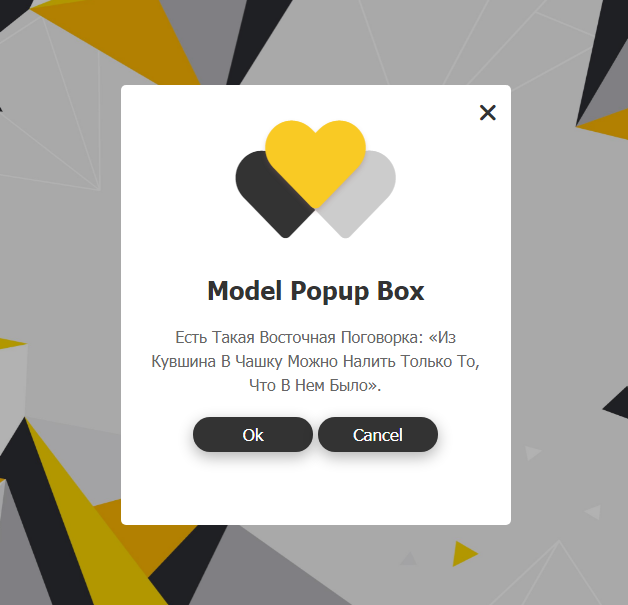 Model Popup Box
Есть Такая Восточная Поговорка: «Из
Кувшина В Чашку Можно Налить Только То,
Что В Нем Было».
Ok Cancel